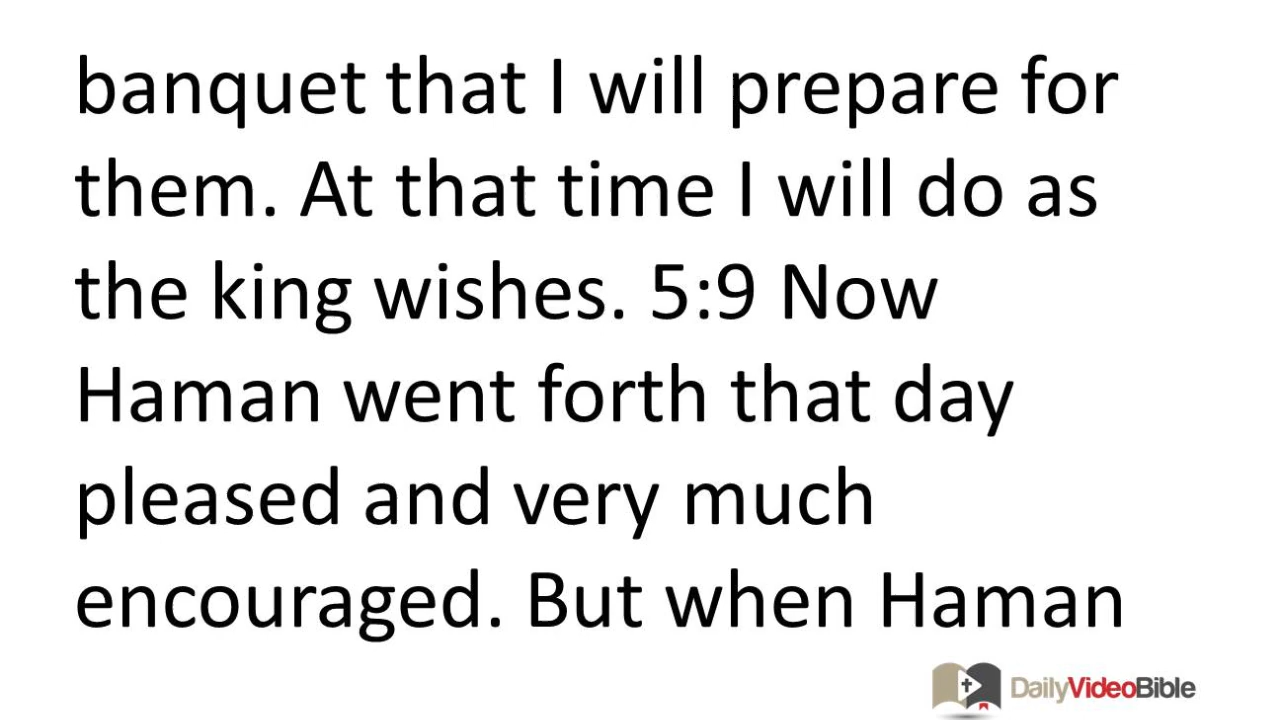 banquet that I will prepare for
them. At that time I will do as
the king wishes. 5:9 Now
Haman went forth that day
pleased and very much
encouraged. But when Haman
DailyVideoBible